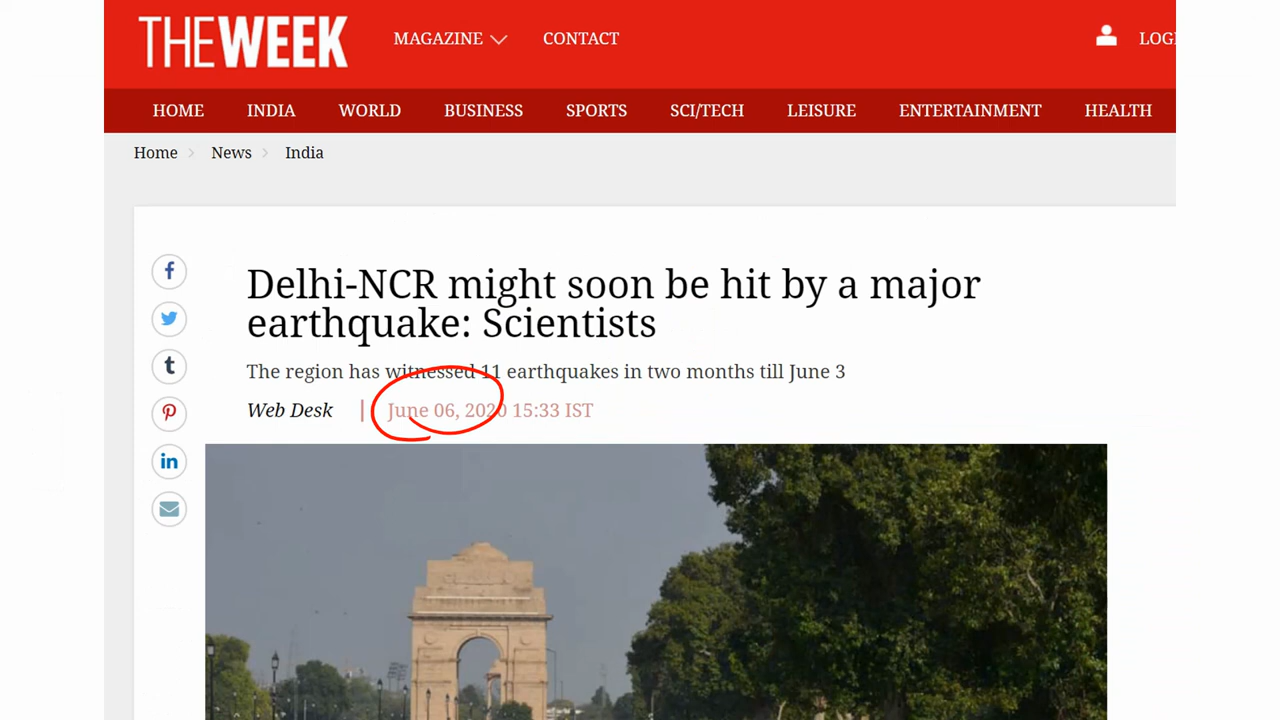 THEWEEK
MAGAZINE CONTACT
LOGI
HOME INDIA WORLD BUSINESS SPORTS SCI/TECH LEISURE ENTERTAINMENT HEALTH
Home News India
Delhi-NCR might soon be hit by a major
earthquake: Scientists
The region has witnessed 11 earthquakes in two months till June 3
Web Desk | June 06, 2020 15:33 IST